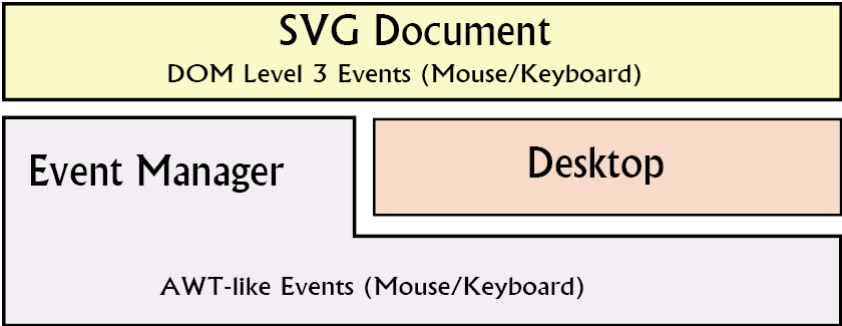 SVG Document
DOM Level 3 Events (Mouse/Keyboard)
Event Manager
Desktop
AWT-like Events (Mouse/Keyboard)